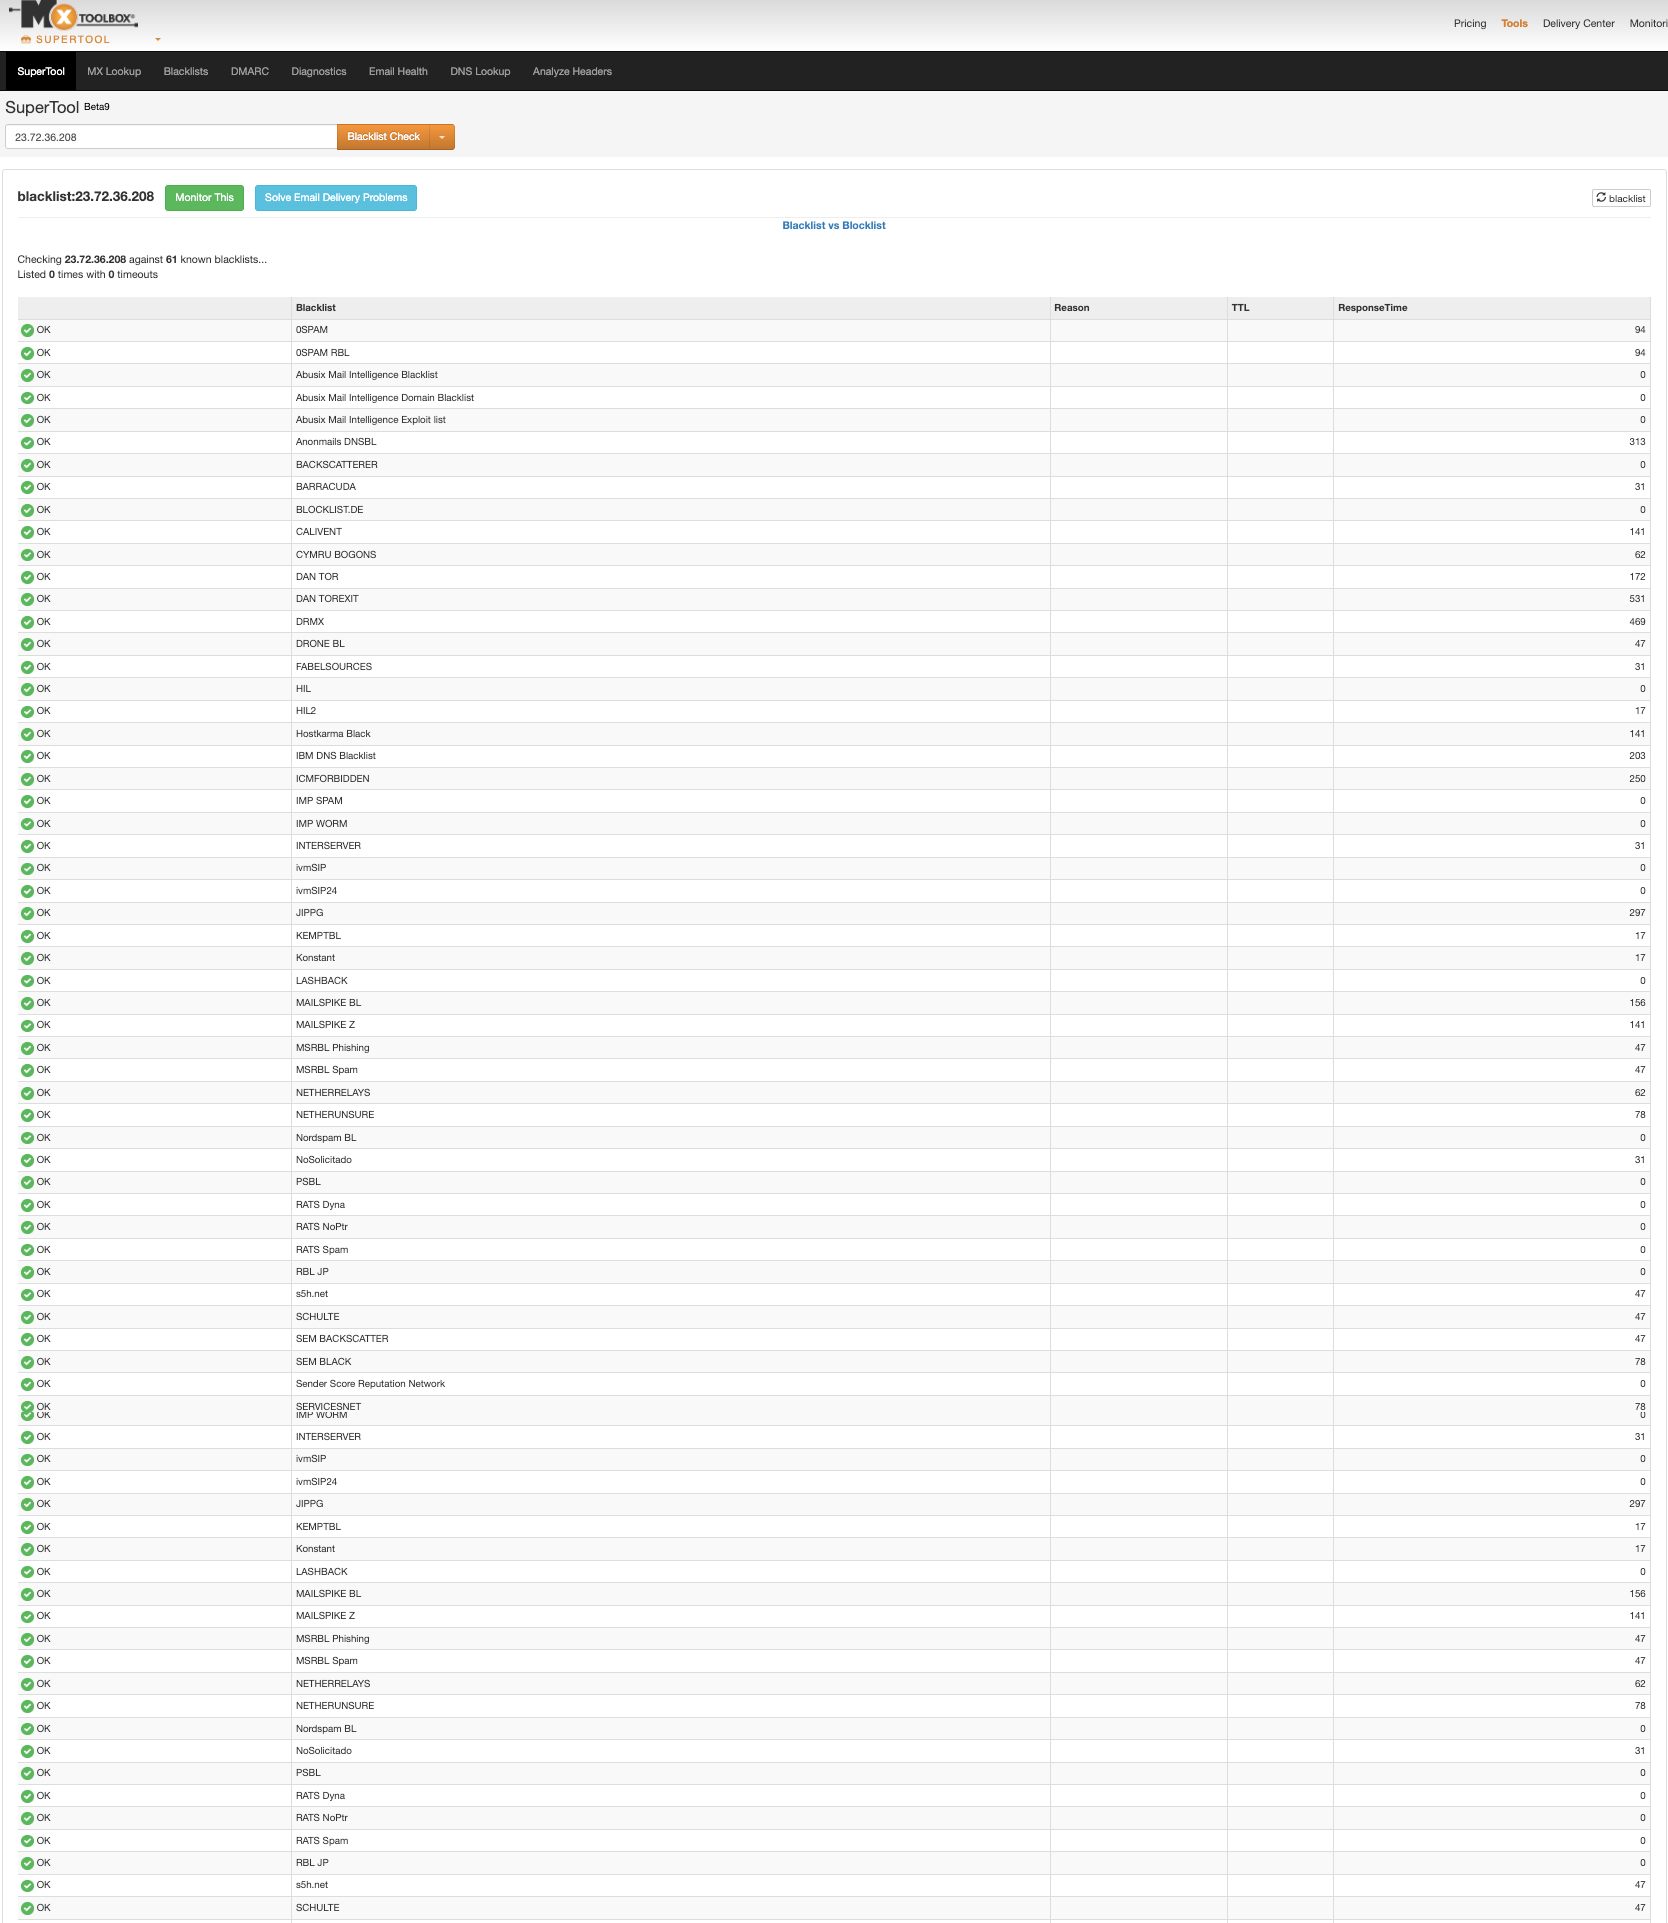 MX TOOLBOX®
SUPERTOOL
Pricing Tools Delivery Center Monitori
SuperTool MX Lookup Blacklists DMARC Diagnostics Email Health DNS Lookup Analyze Headers
SuperTool Beta9
23.72.36.208 Blacklist Check
blacklist:23.72.36.208 Monitor This Solve Email Delivery Problems blacklist
Blacklist vs Blocklist
Checking 23.72.36.208 against 61 known blacklists...
Listed 0 times with 0 timeouts
Blacklist Reason TTL ResponseTime
OK 0SPAM 94
OK 0SPAM RBL 94
OK Abusix Mail Intelligence Blacklist 0
OK Abusix Mail Intelligence Domain Blacklist 0
OK Abusix Mail Intelligence Exploit list 0
OK Anonmails DNSBL 313
OK BACKSCATTERER 0
OK BARRACUDA 31
OK BLOCKLIST.DE 0
OK CALIVENT 141
OK CYMRU BOGONS 62
OK DAN TOR 172
OK DAN TOREXIT 531
OK DRMX 469
OK DRONE BL 47
OK FABELSOURCES 31
OK HIL 0
OK HIL2 17
OK Hostkarma Black 141
OK IBM DNS Blacklist 203
OK ICMFORBIDDEN 250
OK IMP SPAM 0
OK IMP WORM 0
OK INTERSERVER 31
OK ivmSIP 0
OK ivmSIP24 0
OK JIPPG 297
OK KEMPTBL 17
OK Konstant 17
OK LASHBACK 0
OK MAILSPIKE BL 156
OK MAILSPIKE Z 141
OK MSRBL Phishing 47
OK MSRBL Spam 47
OK NETHERRELAYS 62
OK NETHERUNSURE 78
OK Nordspam BL 0
OK NoSolicitado 31
OK PSBL 0
OK RATS Dyna 0
OK RATS NoPtr 0
OK RATS Spam 0
OK RBL JP 0
OK s5h.net 47
OK SCHULTE 47
OK SEM BACKSCATTER 47
OK SEM BLACK 78
OK Sender Score Reputation Network 0
OK SERVICESNET 78
OK IMP WORM 0
OK INTERSERVER 31
OK ivmSIP 0
OK ivmSIP24 0
OK JIPPG 297
OK KEMPTBL 17
OK Konstant 17
OK LASHBACK 0
OK MAILSPIKE BL 156
OK MAILSPIKE Z 141
OK MSRBL Phishing 47
OK MSRBL Spam 47
OK NETHERRELAYS 62
OK NETHERUNSURE 78
OK Nordspam BL 0
OK NoSolicitado 31
OK PSBL 0
OK RATS Dyna 0
OK RATS NoPtr 0
OK RATS Spam 0
OK RBL JP 0
OK s5h.net 47
OK SCHULTE 47